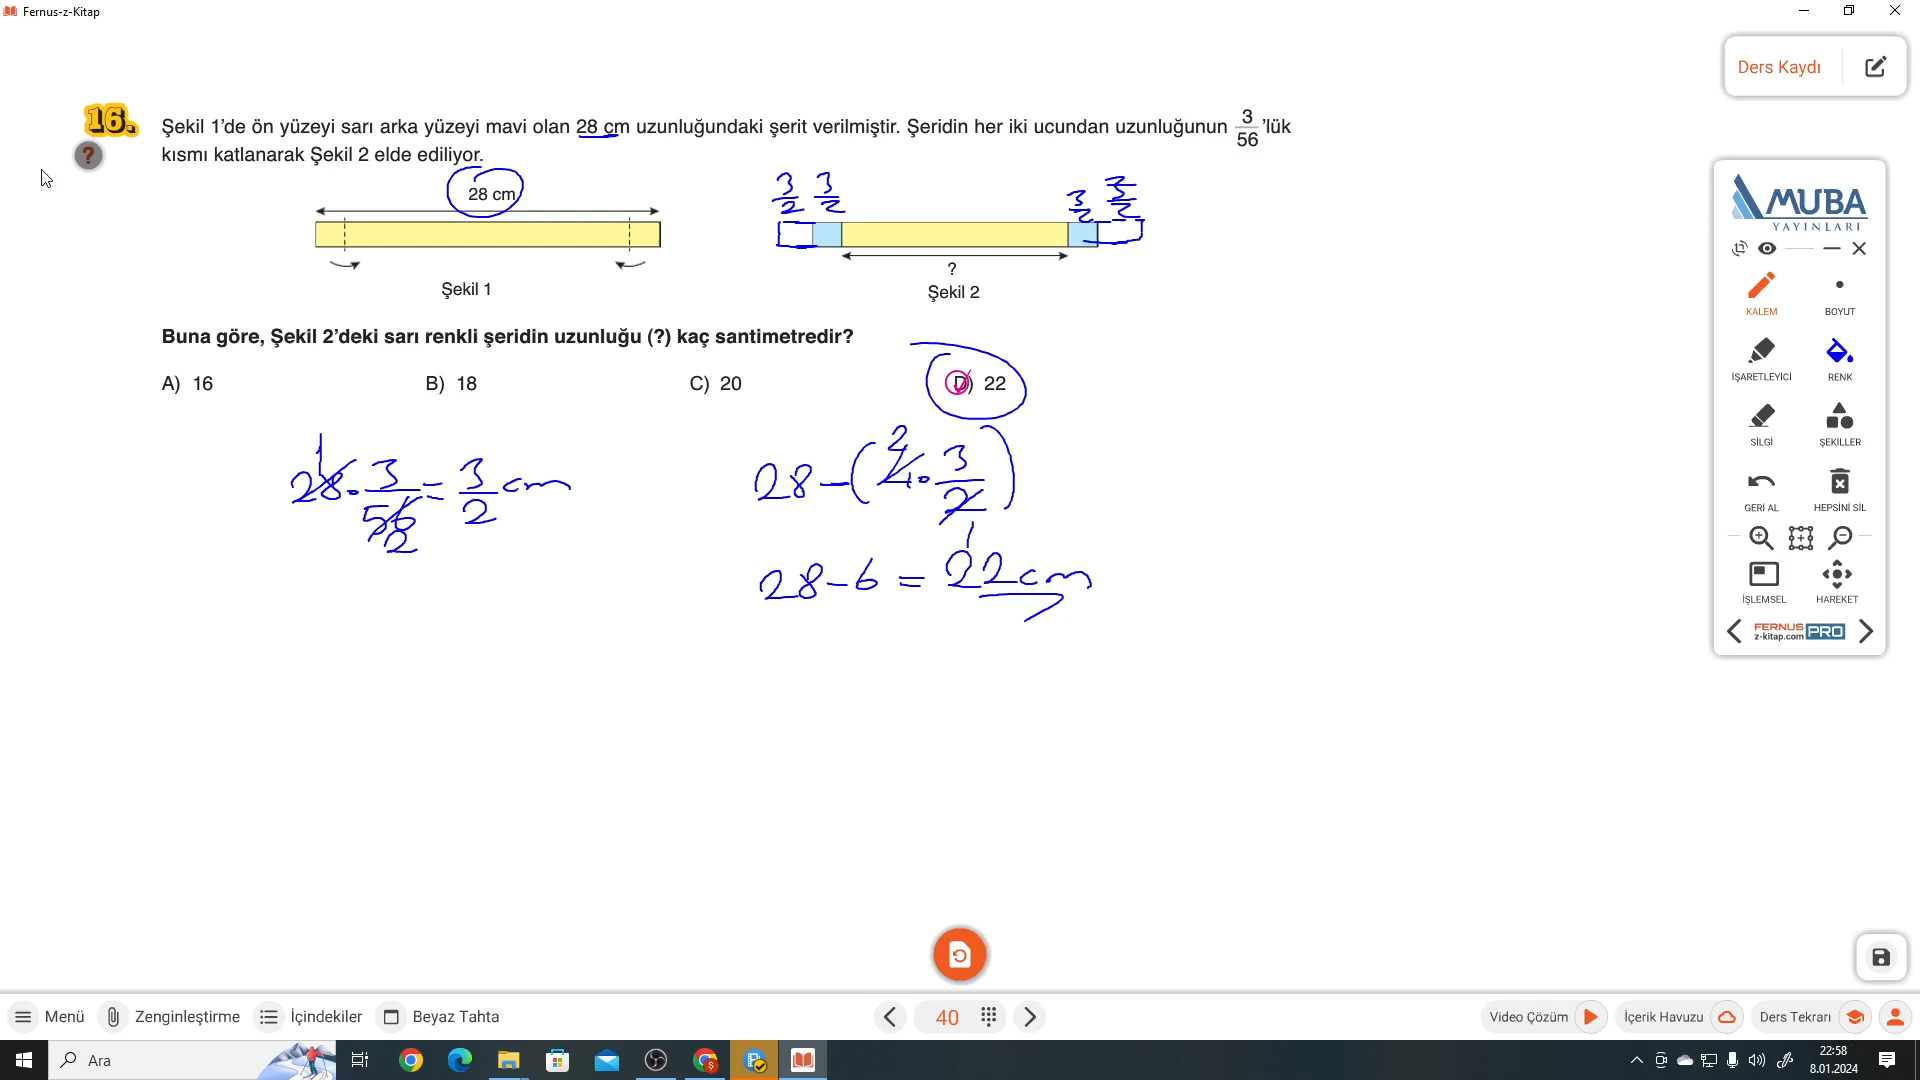 Fernus-z-Kitap
Ders Kaydı
16.
Şekil 1'de ön yüzeyi sarı arka yüzeyi mavi olan 28 cm uzunluğundaki şerit verilmiştir. Şeridin her iki ucundan uzunluğunun 3/56 'lük
kısmı katlanarak Şekil 2 elde ediliyor.
?
28 cm
3/2 3/2 3/2 3/2
?
Şekil 1
Şekil 2
Buna göre, Şekil 2'deki sarı renkli şeridin uzunluğu (?) kaç santimetredir?
A) 16
B) 18
C) 20
D) 22
1
28 . 3/56 = 3/2 cm
2
2
28 - (4 . 3/2)
1
28 - 6 = 22 cm
MUBA
YAYINLARI
KALEM
BOYUT
İŞARETLEYİCİ
RENK
SİLGİ
ŞEKİLLER
GERİ AL
HEPSİNİ SİL
İŞLEMSEL
HAREKET
FERNUS
z-kitap.com
PRO
Menü
Zenginleştirme
İçindekiler
Beyaz Tahta
40
Video Çözüm
İçerik Havuzu
Ders Tekrarı
Ara
22:58
8.01.2024